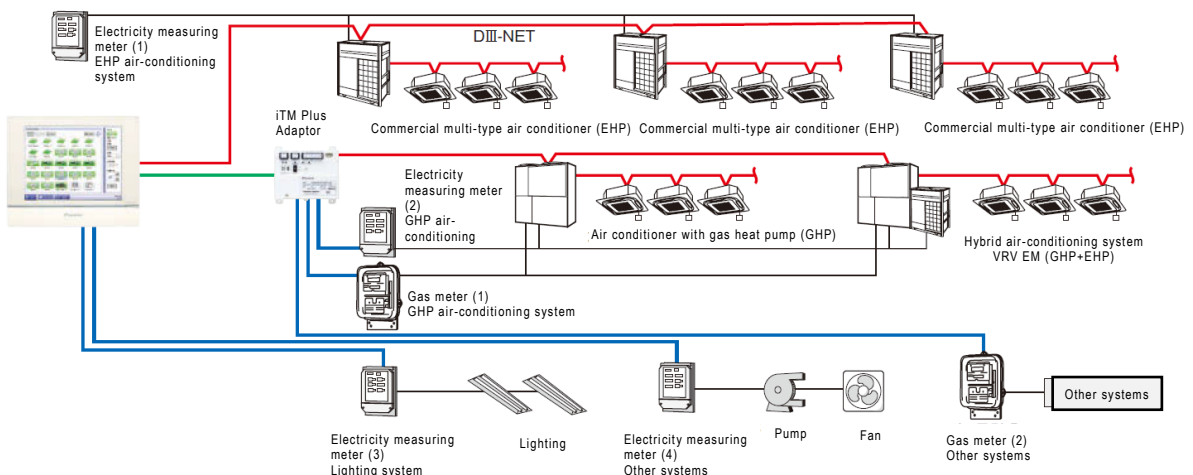 Electricity measuring
meter (1)
EHP air-conditioning
system
DⅢ-NET
Commercial multi-type air conditioner (EHP)
Commercial multi-type air conditioner (EHP)
Commercial multi-type air conditioner (EHP)
iTM Plus
Adaptor
Electricity
measuring meter
(2)
GHP air-
conditioning
Air conditioner with gas heat pump (GHP)
Hybrid air-conditioning system
VRV EM (GHP+EHP)
Gas meter (1)
GHP air-conditioning system
Electricity measuring
meter (3)
Lighting system
Lighting
Electricity measuring
meter (4)
Other systems
Pump
Fan
Gas meter (2)
Other systems
Other systems